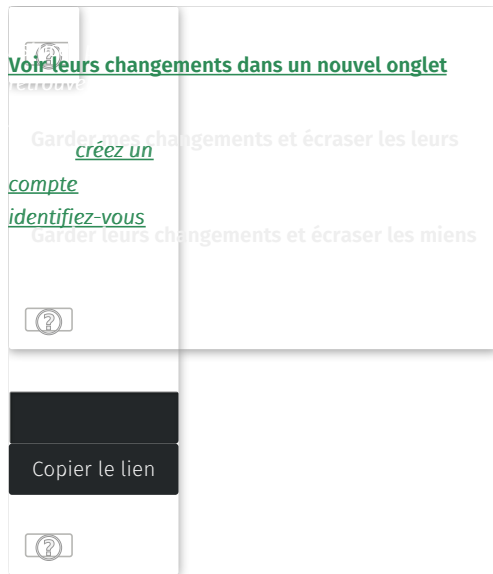 Voir leurs changements dans un nouvel onglet
retrouvé
Garder mes changements et écraser les leurs
créez un
compte
identifiez-vous
Garder leurs changements et écraser les miens
Copier le lien